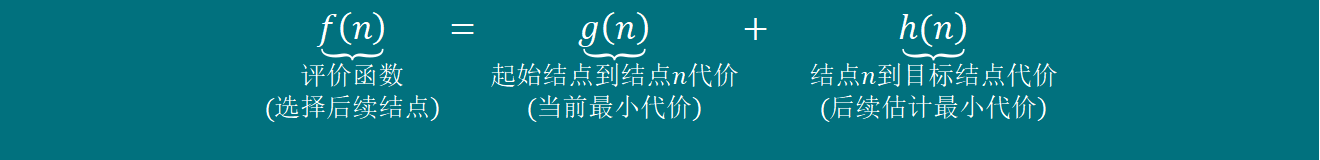 f(n) = g(n) + h(n)
评价函数 起始结点到结点n代价 结点n到目标结点代价
(选择后续结点) (当前最小代价) (后续估计最小代价)